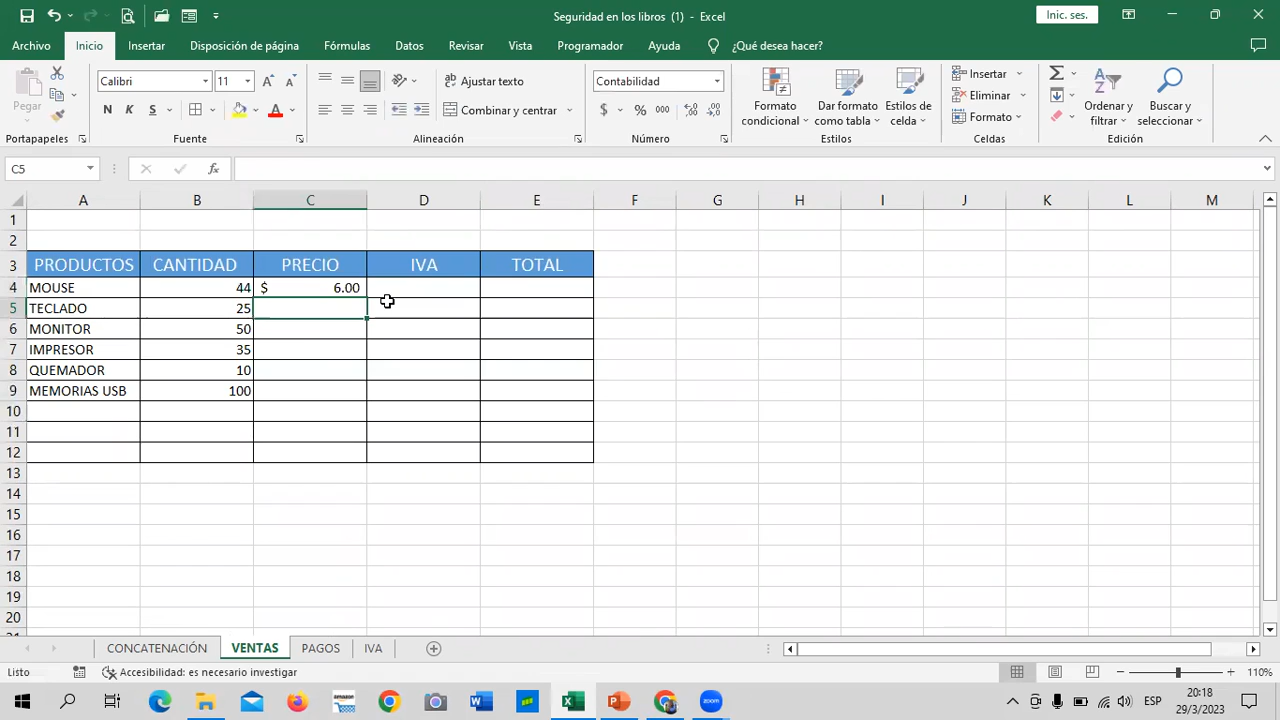 Seguridad en los libros (1) - Excel
Inic. ses.
Archivo Inicio Insertar Disposición de página Fórmulas Datos Revisar Vista Programador Ayuda ¿Qué desea hacer?
Pegar
Portapapeles
Calibri 11
N K S
Fuente
Ajustar texto
Combinar y centrar
Alineación
Contabilidad
$ % 000
Número
Formato condicional
Dar formato como tabla
Estilos de celda
Estilos
Insertar
Eliminar
Formato
Celdas
Ordenar y filtrar
Buscar y seleccionar
Edición
C5 fx
A B C D E F G H I J K L M
1
2
3 PRODUCTOS CANTIDAD PRECIO IVA TOTAL
4 MOUSE 44 $ 6.00
5 TECLADO 25
6 MONITOR 50
7 IMPRESOR 35
8 QUEMADOR 10
9 MEMORIAS USB 100
10
11
12
13
14
15
16
17
18
19
20
CONCATENACIÓN VENTAS PAGOS IVA
Listo Accesibilidad: es necesario investigar 110%
amazon zoom ESP 20:18
29/3/2023